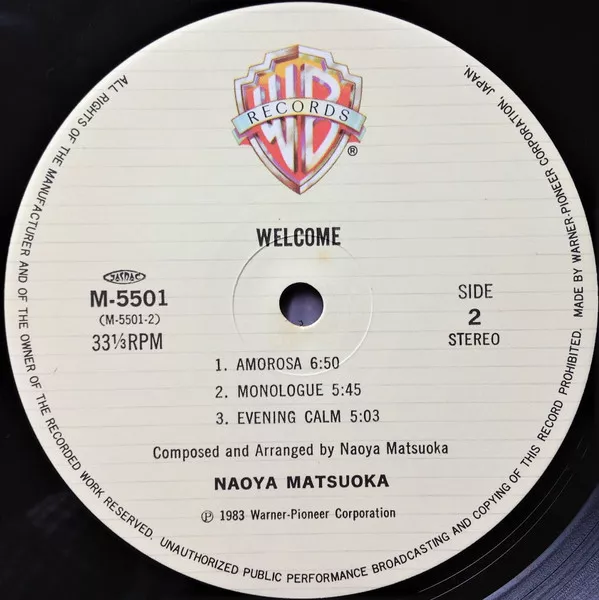 WB
RECORDS
®
WELCOME
JASRAC
M-5501
(M-5501-2)
33⅓RPM
SIDE
2
STEREO
1. AMOROSA 6:50
2. MONOLOGUE 5:45
3. EVENING CALM 5:03
Composed and Arranged by Naoya Matsuoka
NAOYA MATSUOKA
Ⓟ 1983 Warner-Pioneer Corporation
ALL RIGHTS OF THE MANUFACTURER AND OF THE OWNER OF THE RECORDED WORK RESERVED. UNAUTHORIZED PUBLIC PERFORMANCE BROADCASTING AND COPYING OF THIS RECORD PROHIBITED. MADE BY WARNER-PIONEER CORPORATION, JAPAN.